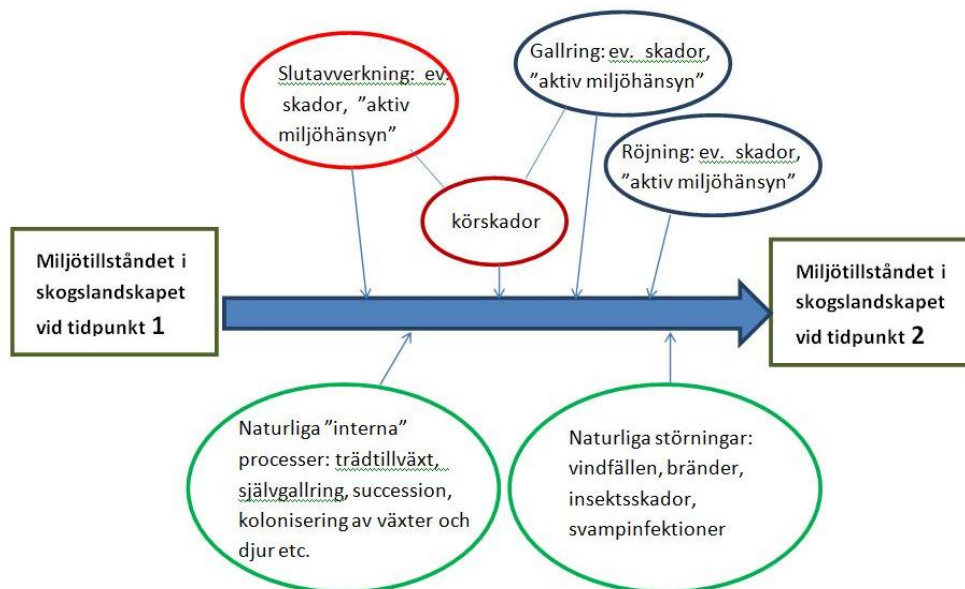 Slutavverkning: ev.
skador, "aktiv
miljöhänsyn"
Gallring: ev. skador,
"aktiv miljöhänsyn"
Röjning: ev. skador,
"aktiv miljöhänsyn"
körskador
Miljötillståndet i
skogslandskapet
vid tidpunkt 1
Miljötillståndet i
skogslandskapet
vid tidpunkt 2
Naturliga "interna"
processer: trädtillväxt,
självgallring, succession,
kolonisering av växter och
djur etc.
Naturliga störningar:
vindfällen, bränder,
insektsskador,
svampinfektioner